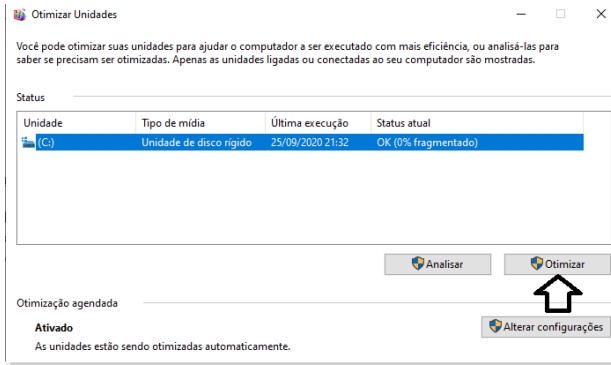 Otimizar Unidades
Você pode otimizar suas unidades para ajudar o computador a ser executado com mais eficiência, ou analisá-las para
saber se precisam ser otimizadas. Apenas as unidades ligadas ou conectadas ao seu computador são mostradas.
Status
Unidade Tipo de mídia Última execução Status atual
(C:) Unidade de disco rígido 25/09/2020 21:32 OK (0% fragmentado)
Analisar Otimizar
Otimização agendada
Ativado Alterar configurações
As unidades estão sendo otimizadas automaticamente.